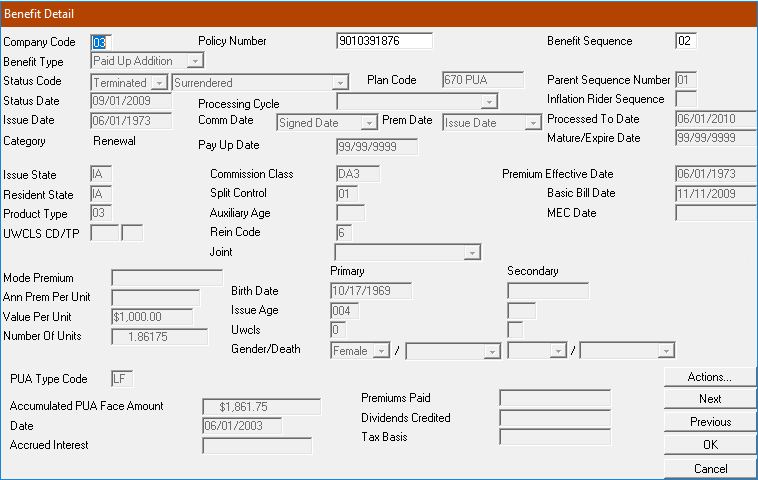 Benefit Detail
Company Code 03 Policy Number 9010391876 Benefit Sequence 02
Benefit Type Paid Up Addition
Status Code Terminated Surrendered Plan Code 670 PUA Parent Sequence Number 01
Status Date 09/01/2009 Processing Cycle Inflation Rider Sequence
Issue Date 06/01/1973 Comm Date Signed Date Prem Date Issue Date Processed To Date 06/01/2010
Category Renewal Pay Up Date 99/99/9999 Mature/Expire Date 99/99/9999
Issue State IA Commission Class DA3 Premium Effective Date 06/01/1973
Resident State IA Split Control 01 Basic Bill Date 11/11/2009
Product Type 03 Auxiliary Age MEC Date
UWCLS CD/TP Rein Code 6
Joint
Primary Secondary
Mode Premium Birth Date 10/17/1969
Ann Prem Per Unit Issue Age 004
Value Per Unit $1,000.00 Uwcls 0
Number Of Units 1.86175 Gender/Death Female / /
PUA Type Code LF Actions...
Accumulated PUA Face Amount $1,861.75 Premiums Paid Next
Date 06/01/2003 Dividends Credited Previous
Accrued Interest Tax Basis OK
Cancel